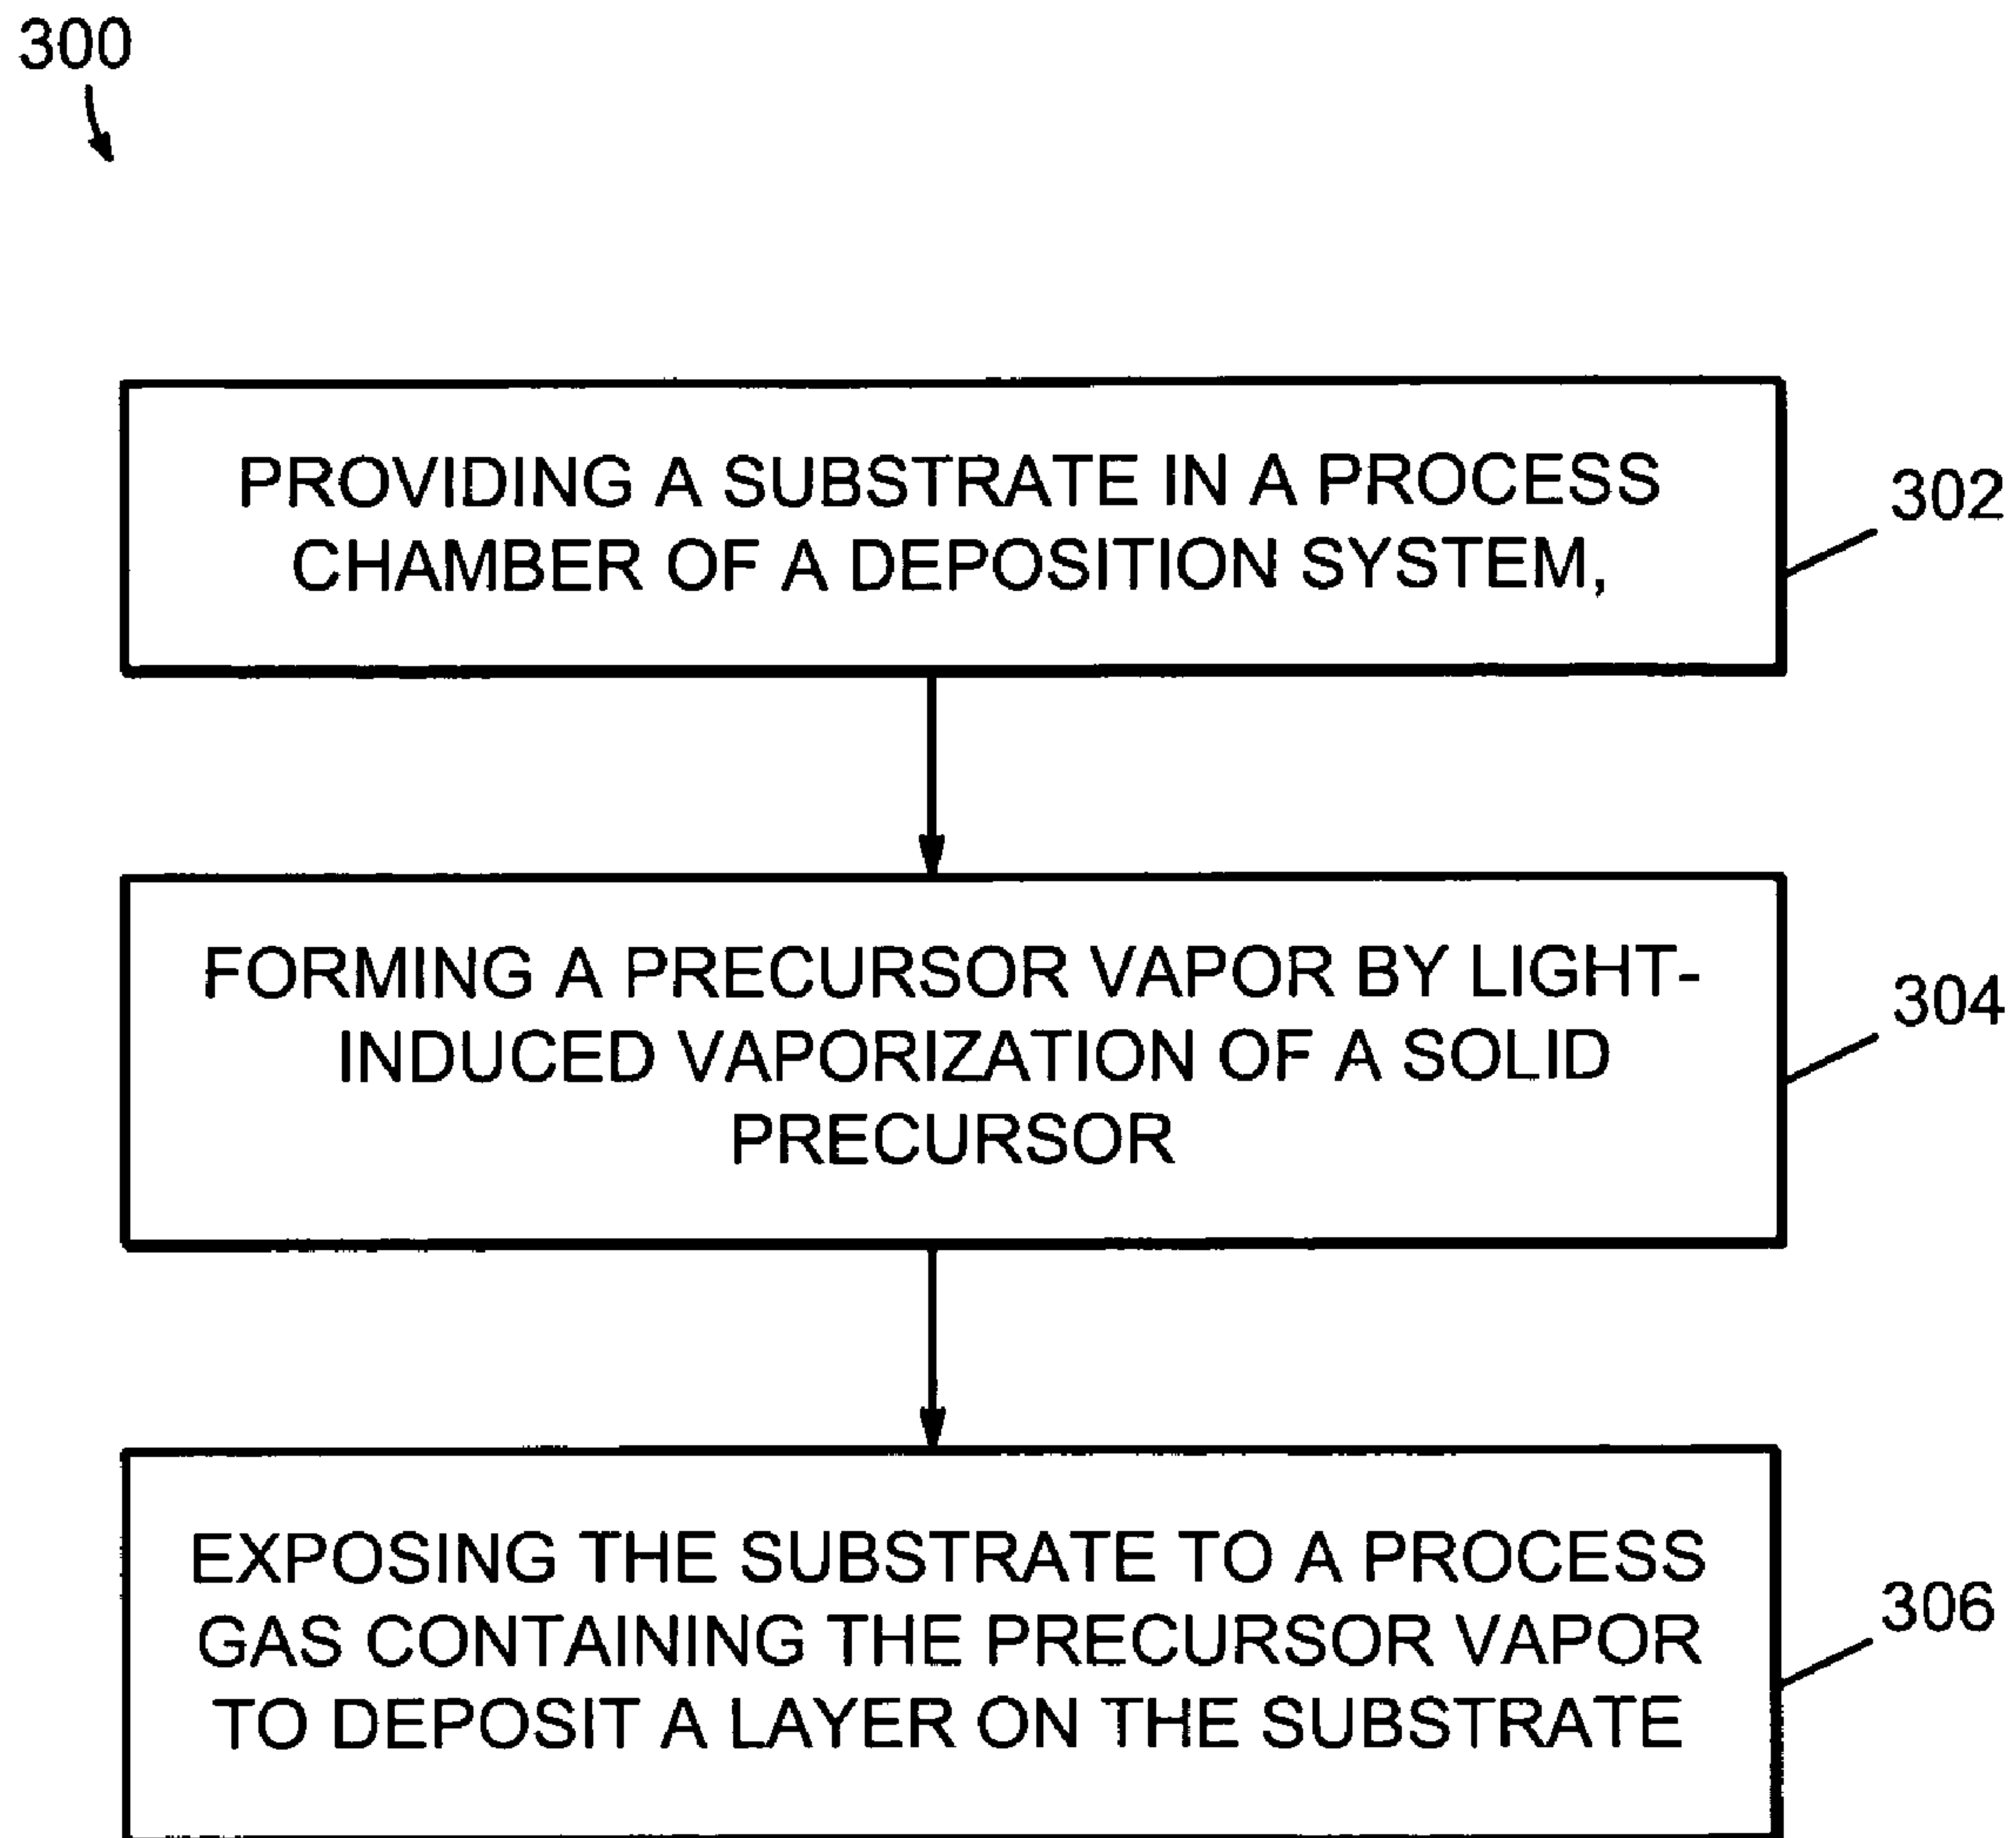 300
PROVIDING A SUBSTRATE IN A PROCESS
CHAMBER OF A DEPOSITION SYSTEM,
302
FORMING A PRECURSOR VAPOR BY LIGHT-
INDUCED VAPORIZATION OF A SOLID
PRECURSOR
304
EXPOSING THE SUBSTRATE TO A PROCESS
GAS CONTAINING THE PRECURSOR VAPOR
TO DEPOSIT A LAYER ON THE SUBSTRATE
306